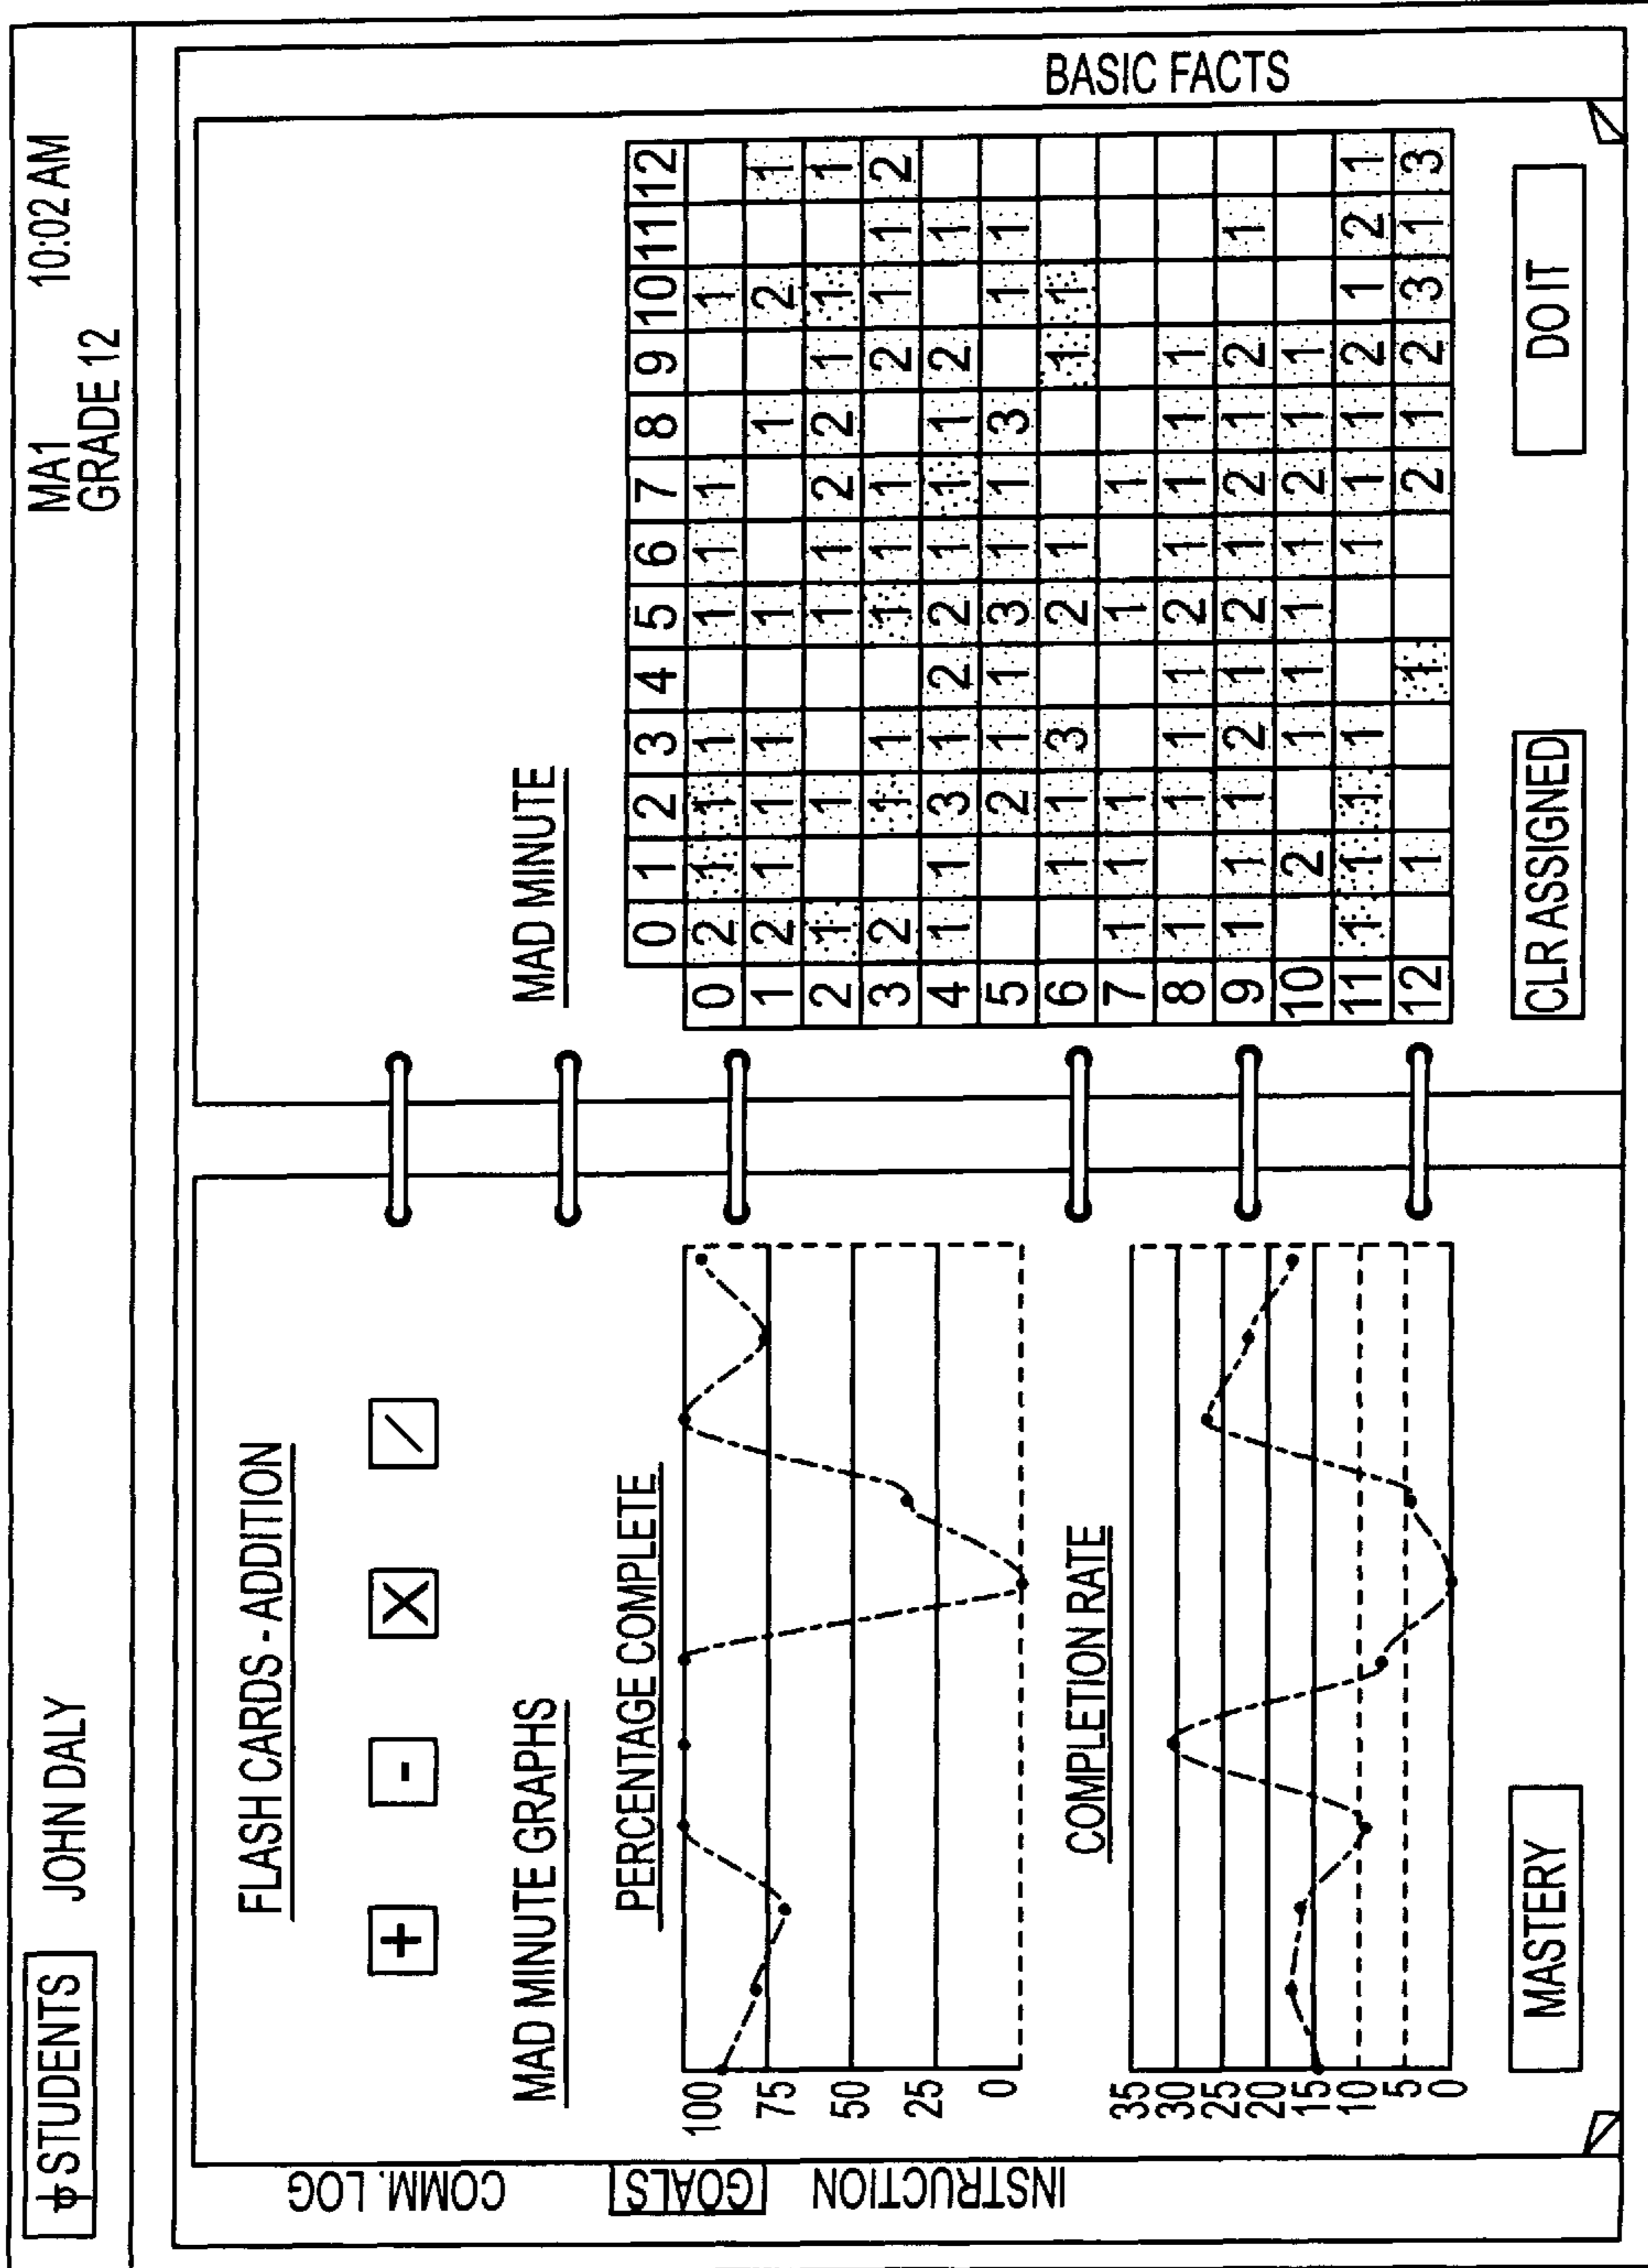 STUDENTS JOHN DALY MA1 10:02 AM
GRADE 12
COMM. LOG
GOALS
INSTRUCTION
FLASH CARDS - ADDITION
+ - X /
MAD MINUTE GRAPHS
PERCENTAGE COMPLETE
100
75
50
25
0
COMPLETION RATE
35
30
25
20
15
10
5
0
MASTERY
MAD MINUTE
0 1 2 3 4 5 6 7 8 9 10 11 12
0 2 1 1 1 1 1 1 1
1 2 1 1 1 1 1 2 1
2 1 1 1 1 2 2 1 1 1
3 2 1 1 1 1 1 2 1 1 2
4 1 1 3 1 2 2 1 1 1 2 1
5 2 1 1 3 1 1 3 1 1
6 1 1 3 2 1 1 1
7 1 1 1 1 1
8 1 1 1 1 2 1 1 1 1
9 1 1 1 2 1 2 1 2 1 2 1
10 2 1 1 1 1 2 1 1
11 1 1 1 1 1 1 1 2 1 2 1
12 1 1 2 1 2 3 1 3
CLR ASSIGNED DO IT
BASIC FACTS